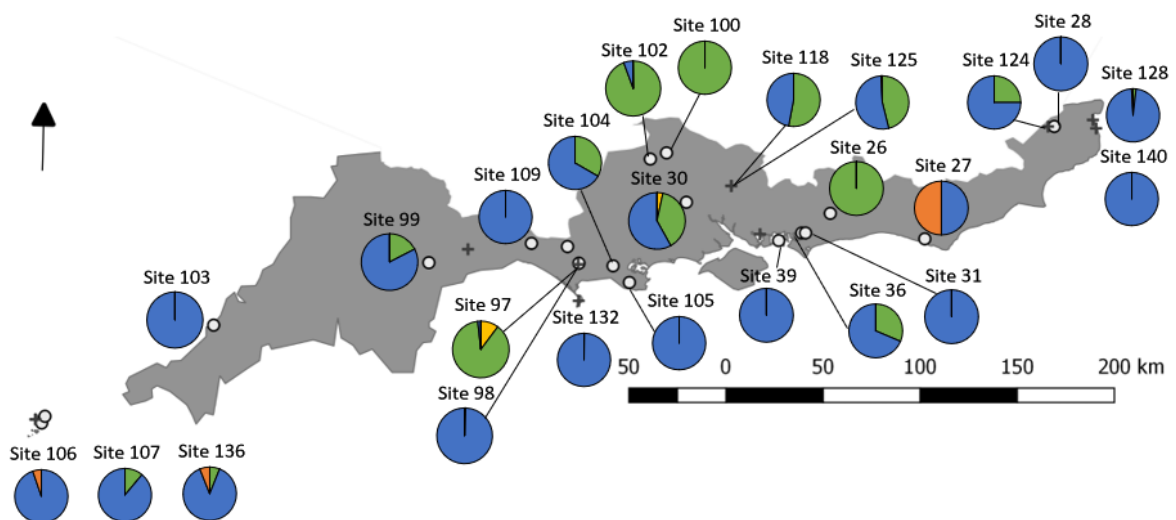 Site 28
Site 100
Site 102
Site 118
Site 125
Site 124
Site 128
Site 104
Site 26
Site 27
Site 140
Site 109
Site 30
Site 99
Site 103
Site 39
Site 36
Site 31
Site 97
Site 132
Site 105
50 0 50 100 150 200 km
Site 98
Site 106
Site 107
Site 136